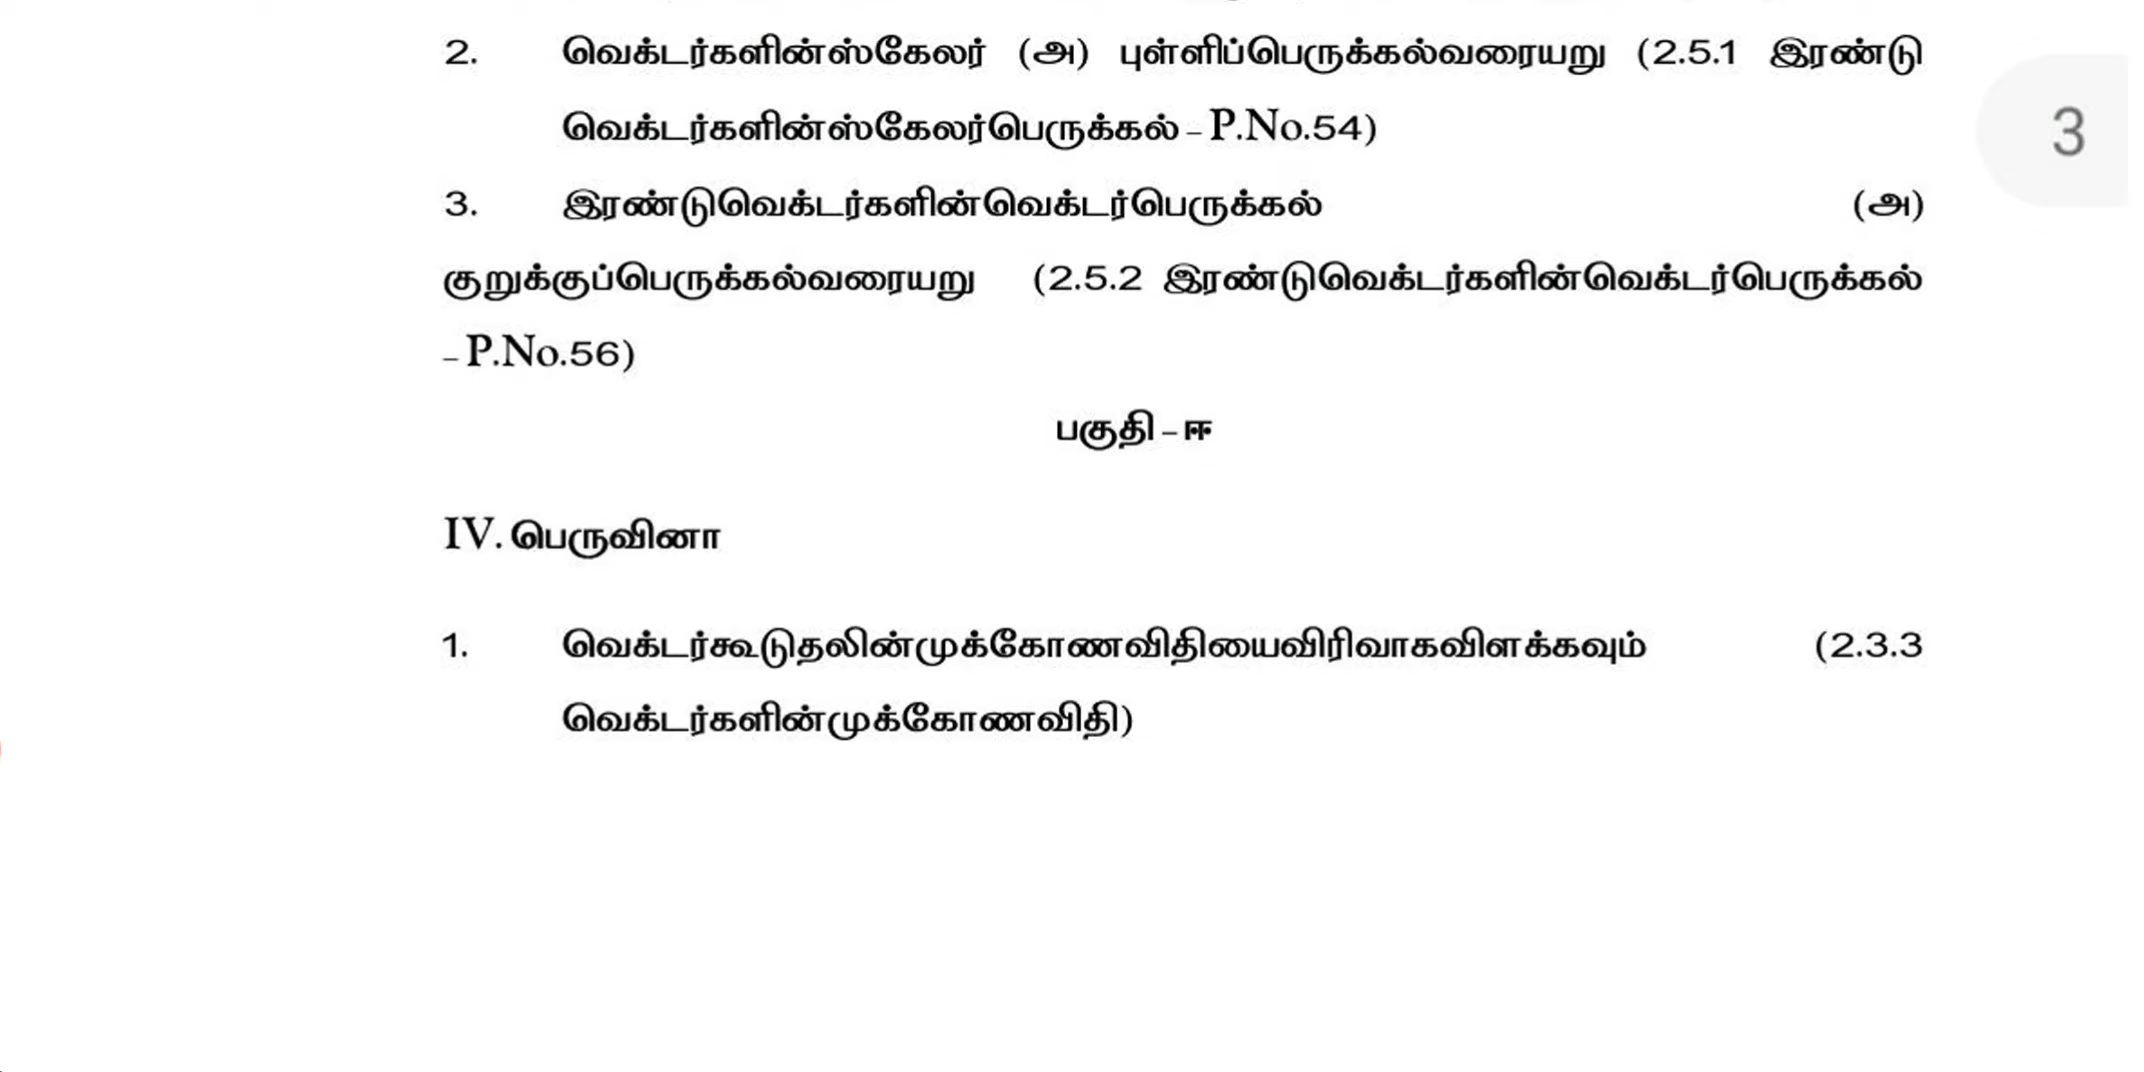 2. வெக்டர்களின்ஸ்கேலர் (அ) புள்ளிப்பெருக்கல்வரையறு (2.5.1 இரண்டு
வெக்டர்களின்ஸ்கேலர்பெருக்கல் – P.No.54)
3
3. இரண்டுவெக்டர்களின்வெக்டர்பெருக்கல் (அ)
குறுக்குப்பெருக்கல்வரையறு (2.5.2 இரண்டுவெக்டர்களின்வெக்டர்பெருக்கல்
– P.No.56)
பகுதி – ஈ
IV. பெருவினா
1. வெக்டர்கூடுதலின்முக்கோணவிதியைவிரிவாகவிளக்கவும் (2.3.3
வெக்டர்களின்முக்கோணவிதி)